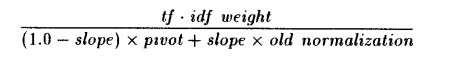 tf · idf weight
(1.0 − slope) × pivot + slope × old normalization